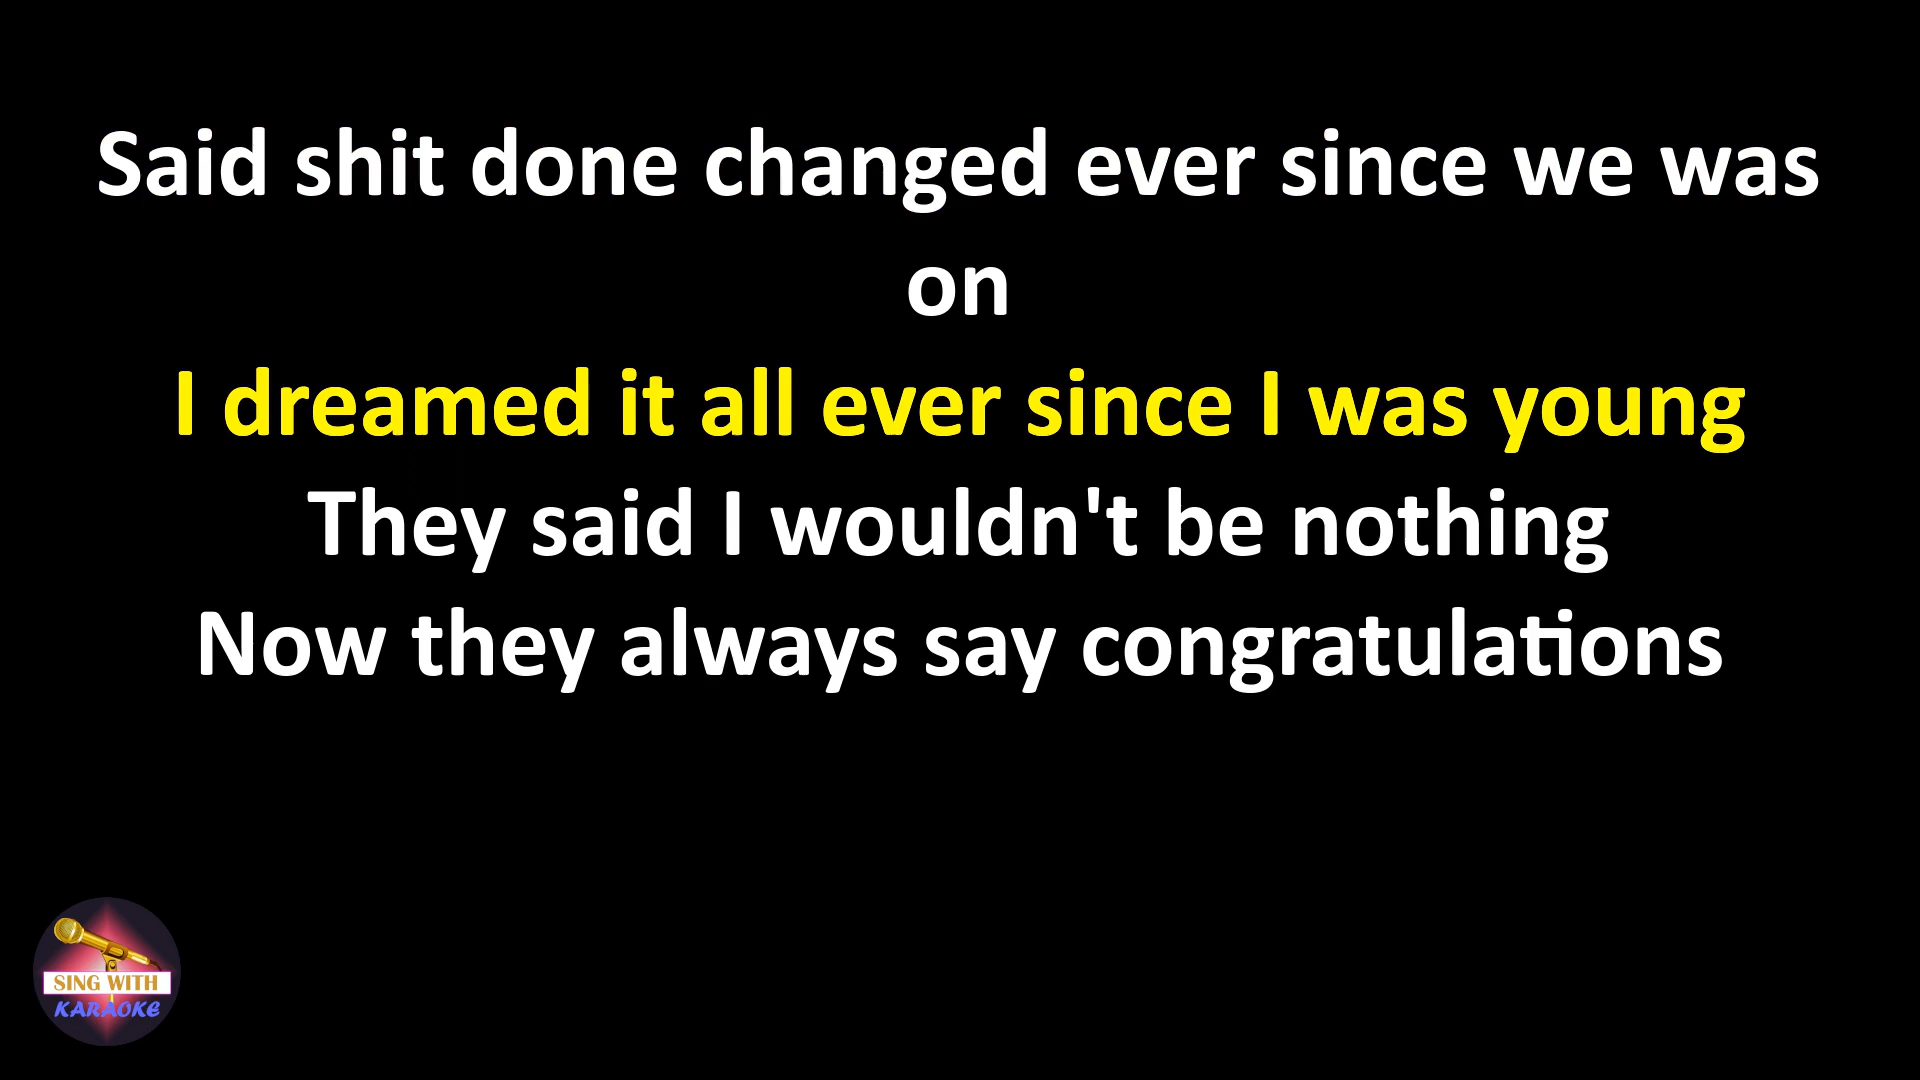 Said shit done changed ever since we was
on
I dreamed it all ever since I was young
They said I wouldn't be nothing
Now they always say congratulations
SING WITH
KARAOKE